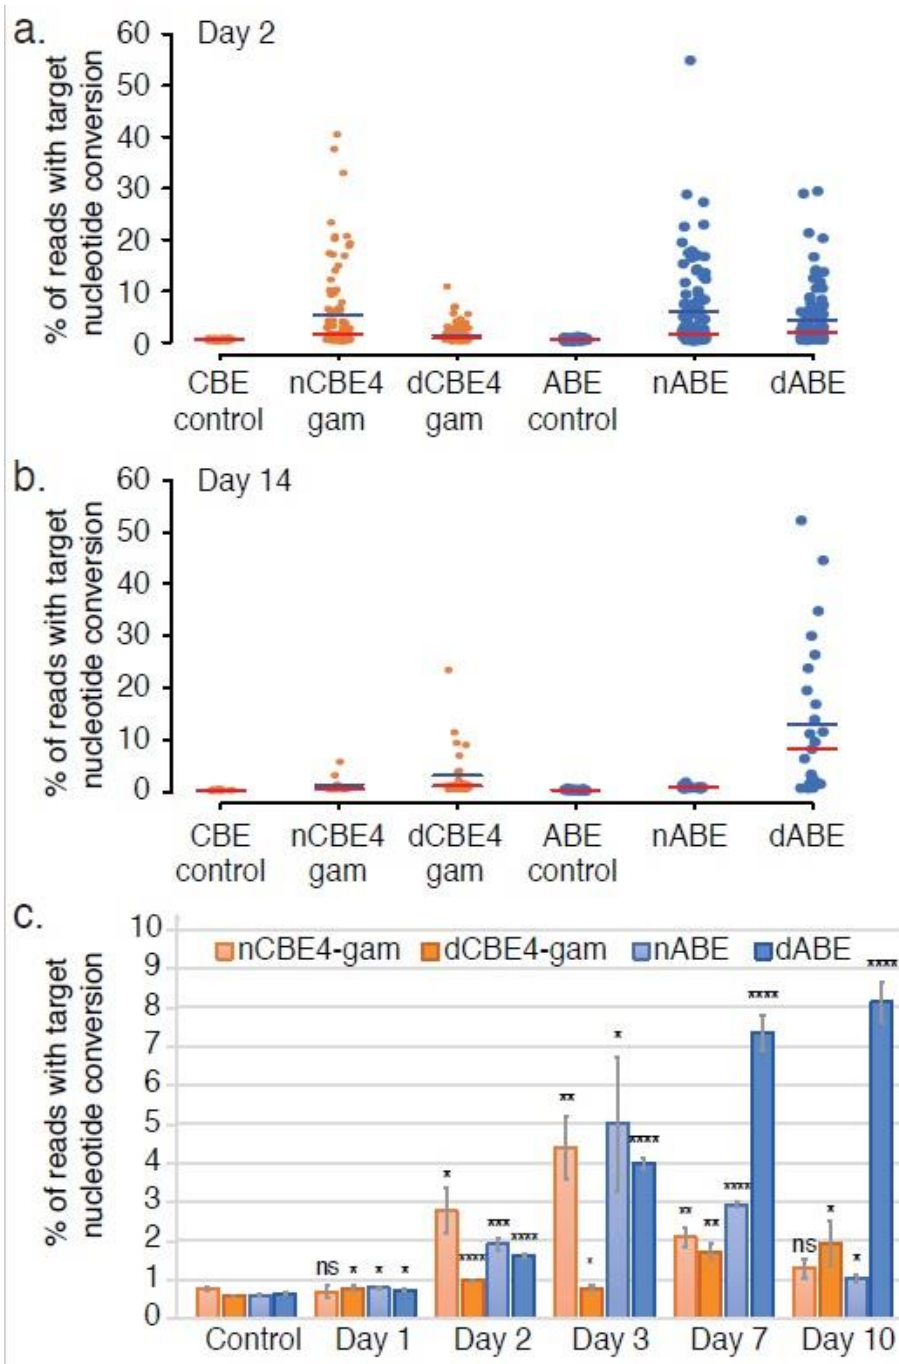 a.
Day 2
% of reads with target
nucleotide conversion
60
50
40
30
20
10
0
CBE control
nCBE4 gam
dCBE4 gam
ABE control
nABE
dABE
b.
Day 14
% of reads with target
nucleotide conversion
60
50
40
30
20
10
0
CBE control
nCBE4 gam
dCBE4 gam
ABE control
nABE
dABE
c.
% of reads with target
nucleotide conversion
10
9
8
7
6
5
4
3
2
1
0
nCBE4-gam dCBE4-gam nABE dABE
ns * * *
* **** *** ****
** * * ****
** ** **** ****
ns * * ****
Control Day 1 Day 2 Day 3 Day 7 Day 10